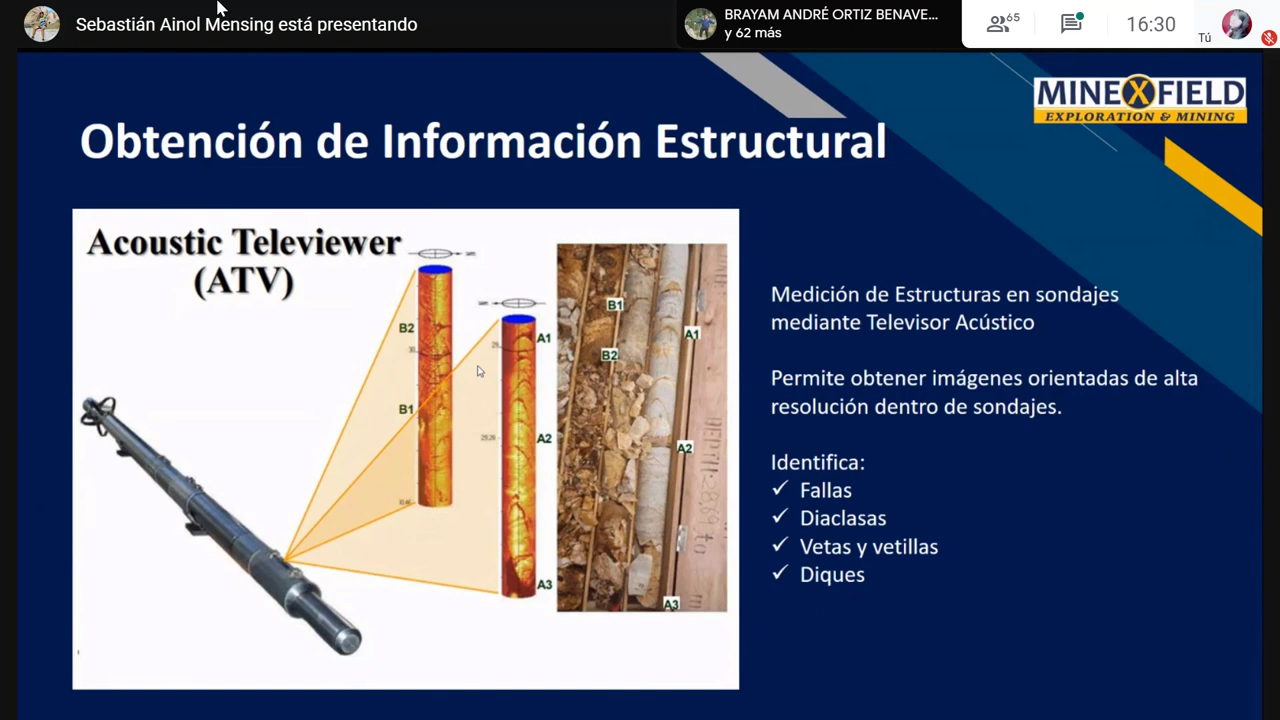 Sebastián Ainol Mensing está presentando
BRAYAM ANDRÉ ORTIZ BENAVE...
y 62 más
65
16:30
Tú
MINEXFIELD
EXPLORATION & MINING
Obtención de Información Estructural
Acoustic Televiewer
(ATV)
B2
B1
A1
A2
A3
B1
B2
A1
A2
A3
Medición de Estructuras en sondajes
mediante Televisor Acústico
Permite obtener imágenes orientadas de alta
resolución dentro de sondajes.
Identifica:
✓ Fallas
✓ Diaclasas
✓ Vetas y vetillas
✓ Diques